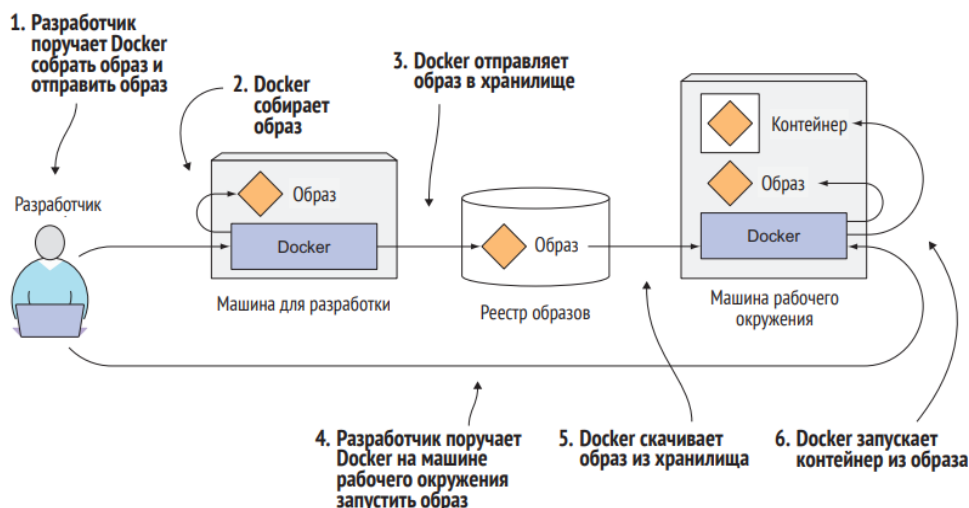 1. Разработчик
поручает Docker
собрать образ и
отправить образ
2. Docker
собирает
образ
3. Docker отправляет
образ в хранилище
Контейнер
Образ
Docker
Машина рабочего
окружения
Разработчик
Образ
Docker
Машина для разработки
Образ
Реестр образов
4. Разработчик поручает
Docker на машине
рабочего окружения
запустить образ
5. Docker скачивает
образ из хранилища
6. Docker запускает
контейнер из образа